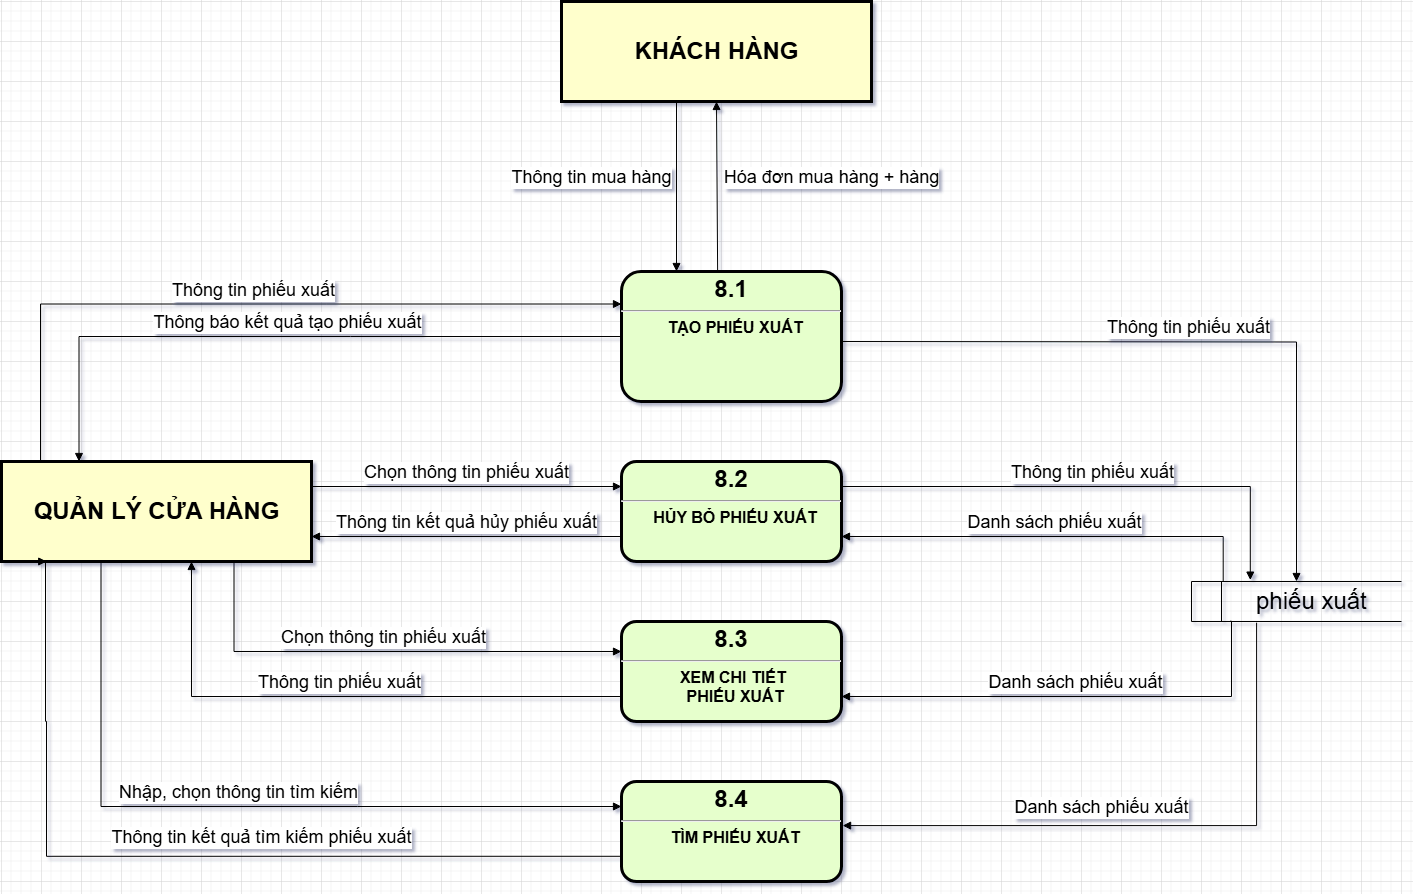 KHÁCH HÀNG
Thông tin mua hàng
Hóa đơn mua hàng + hàng
8.1
TẠO PHIẾU XUẤT
Thông tin phiếu xuất
Thông báo kết quả tạo phiếu xuất
Thông tin phiếu xuất
QUẢN LÝ CỬA HÀNG
Chọn thông tin phiếu xuất
Thông tin kết quả hủy phiếu xuất
8.2
HỦY BỎ PHIẾU XUẤT
Thông tin phiếu xuất
Danh sách phiếu xuất
phiếu xuất
Chọn thông tin phiếu xuất
Thông tin phiếu xuất
8.3
XEM CHI TIẾT
PHIẾU XUẤT
Danh sách phiếu xuất
Nhập, chọn thông tin tìm kiếm
Thông tin kết quả tìm kiếm phiếu xuất
8.4
TÌM PHIẾU XUẤT
Danh sách phiếu xuất